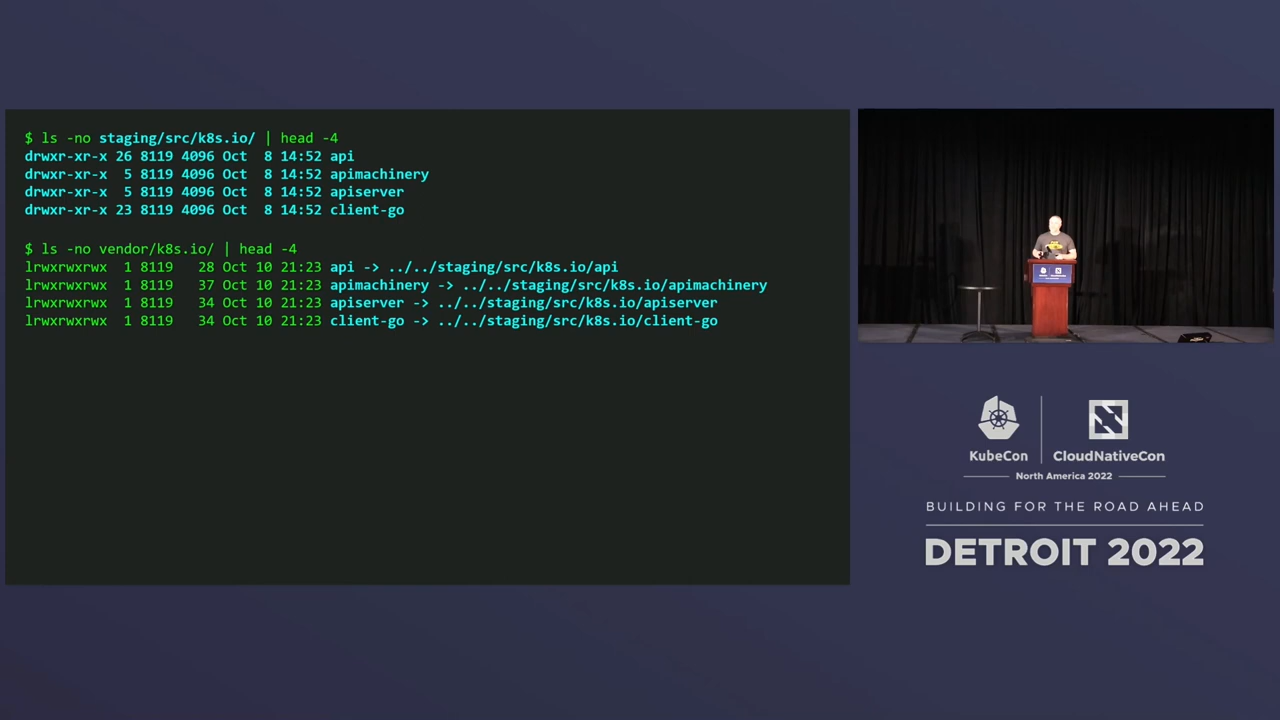 $ ls -no staging/src/k8s.io/ | head -4
drwxr-xr-x 26 8119 4096 Oct  8 14:52 api
drwxr-xr-x  5 8119 4096 Oct  8 14:52 apimachinery
drwxr-xr-x  5 8119 4096 Oct  8 14:52 apiserver
drwxr-xr-x 23 8119 4096 Oct  8 14:52 client-go
$ ls -no vendor/k8s.io/ | head -4
lrwxrwxrwx  1 8119   28 Oct 10 21:23 api -> ../../staging/src/k8s.io/api
lrwxrwxrwx  1 8119   37 Oct 10 21:23 apimachinery -> ../../staging/src/k8s.io/apimachinery
lrwxrwxrwx  1 8119   34 Oct 10 21:23 apiserver -> ../../staging/src/k8s.io/apiserver
lrwxrwxrwx  1 8119   34 Oct 10 21:23 client-go -> ../../staging/src/k8s.io/client-go
KubeCon CloudNativeCon
North America 2022
BUILDING FOR THE ROAD AHEAD
DETROIT 2022